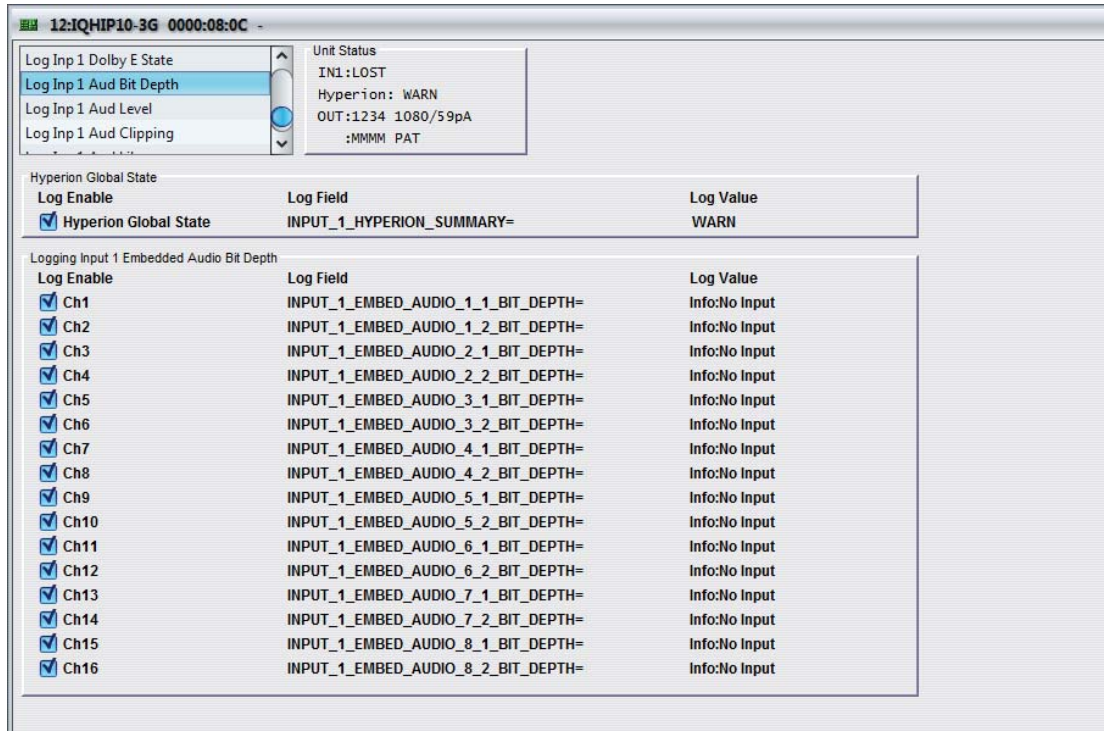 12:IQHIP10-3G 0000:08:0C -
Log Inp 1 Dolby E State
Log Inp 1 Aud Bit Depth
Log Inp 1 Aud Level
Log Inp 1 Aud Clipping
Unit Status
IN1:LOST
Hyperion: WARN
OUT:1234 1080/59pA
:MMMM PAT
Hyperion Global State
Log Enable Log Field Log Value
Hyperion Global State INPUT_1_HYPERION_SUMMARY= WARN
Logging Input 1 Embedded Audio Bit Depth
Log Enable Log Field Log Value
Ch1 INPUT_1_EMBED_AUDIO_1_1_BIT_DEPTH= Info:No Input
Ch2 INPUT_1_EMBED_AUDIO_1_2_BIT_DEPTH= Info:No Input
Ch3 INPUT_1_EMBED_AUDIO_2_1_BIT_DEPTH= Info:No Input
Ch4 INPUT_1_EMBED_AUDIO_2_2_BIT_DEPTH= Info:No Input
Ch5 INPUT_1_EMBED_AUDIO_3_1_BIT_DEPTH= Info:No Input
Ch6 INPUT_1_EMBED_AUDIO_3_2_BIT_DEPTH= Info:No Input
Ch7 INPUT_1_EMBED_AUDIO_4_1_BIT_DEPTH= Info:No Input
Ch8 INPUT_1_EMBED_AUDIO_4_2_BIT_DEPTH= Info:No Input
Ch9 INPUT_1_EMBED_AUDIO_5_1_BIT_DEPTH= Info:No Input
Ch10 INPUT_1_EMBED_AUDIO_5_2_BIT_DEPTH= Info:No Input
Ch11 INPUT_1_EMBED_AUDIO_6_1_BIT_DEPTH= Info:No Input
Ch12 INPUT_1_EMBED_AUDIO_6_2_BIT_DEPTH= Info:No Input
Ch13 INPUT_1_EMBED_AUDIO_7_1_BIT_DEPTH= Info:No Input
Ch14 INPUT_1_EMBED_AUDIO_7_2_BIT_DEPTH= Info:No Input
Ch15 INPUT_1_EMBED_AUDIO_8_1_BIT_DEPTH= Info:No Input
Ch16 INPUT_1_EMBED_AUDIO_8_2_BIT_DEPTH= Info:No Input